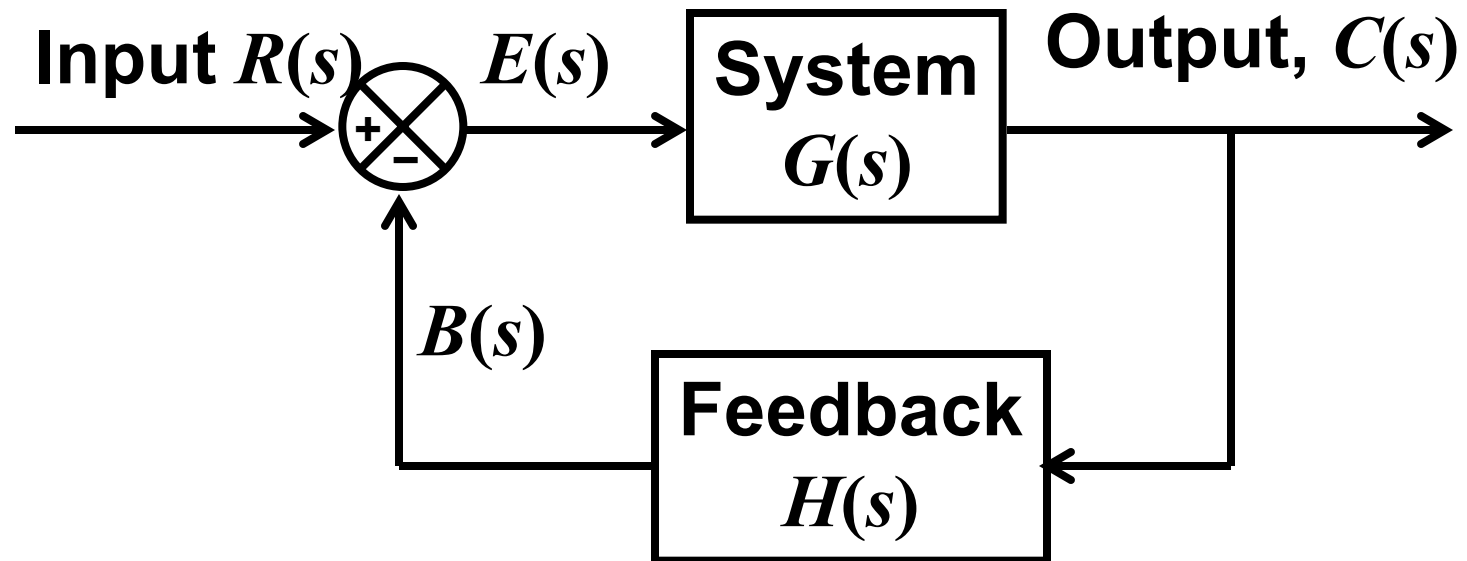 Input R(s)
E(s)
System
G(s)
Output, C(s)
+
−
B(s)
Feedback
H(s)